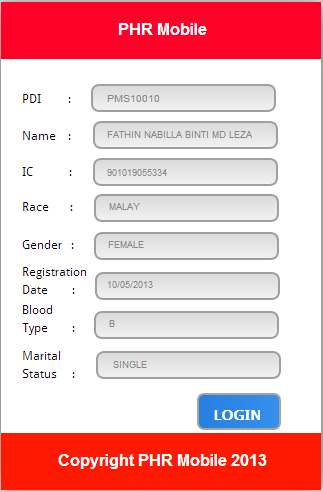 PHR Mobile
PDI : PMS10010
Name : FATHIN NABILLA BINTI MD LEZA
IC : 901019055334
Race : MALAY
Gender : FEMALE
Registration
Date : 10/05/2013
Blood
Type : B
Marital
Status : SINGLE
LOGIN
Copyright PHR Mobile 2013